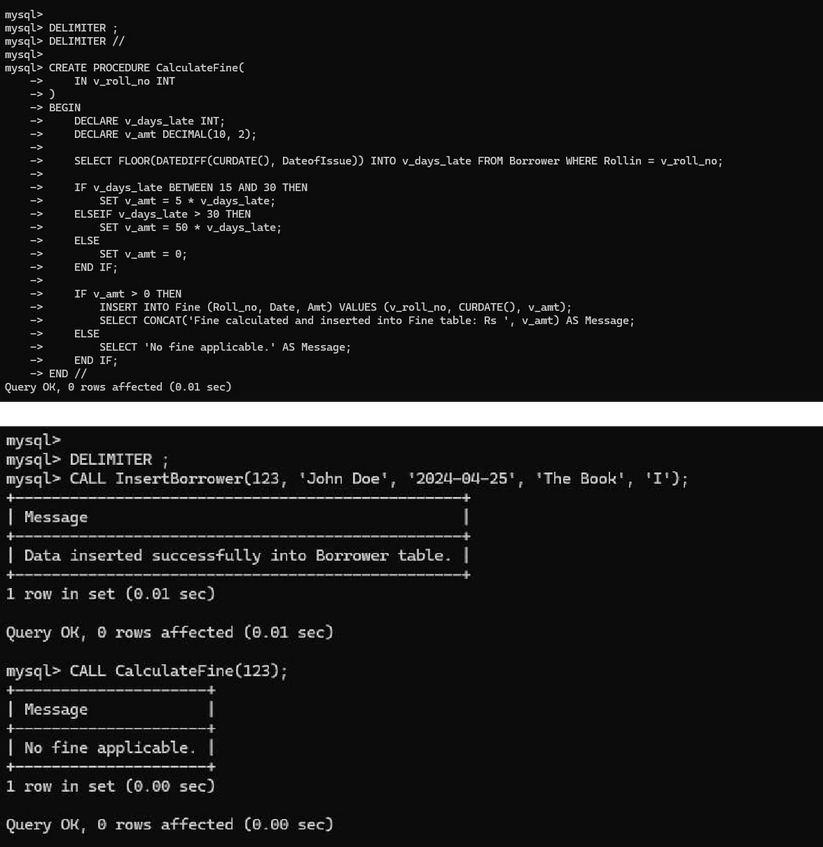 mysql>
mysql> DELIMITER ;
mysql> DELIMITER //
mysql>
mysql> CREATE PROCEDURE CalculateFine(
    ->     IN v_roll_no INT
    -> )
    -> BEGIN
    ->     DECLARE v_days_late INT;
    ->     DECLARE v_amt DECIMAL(10, 2);
    ->
    ->     SELECT FLOOR(DATEDIFF(CURDATE(), DateofIssue)) INTO v_days_late FROM Borrower WHERE Rollin = v_roll_no;
    ->
    ->     IF v_days_late BETWEEN 15 AND 30 THEN
    ->         SET v_amt = 5 * v_days_late;
    ->     ELSEIF v_days_late > 30 THEN
    ->         SET v_amt = 50 * v_days_late;
    ->     ELSE
    ->         SET v_amt = 0;
    ->     END IF;
    ->
    ->     IF v_amt > 0 THEN
    ->         INSERT INTO Fine (Roll_no, Date, Amt) VALUES (v_roll_no, CURDATE(), v_amt);
    ->         SELECT CONCAT('Fine calculated and inserted into Fine table: Rs ', v_amt) AS Message;
    ->     ELSE
    ->         SELECT 'No fine applicable.' AS Message;
    ->     END IF;
    -> END //
Query OK, 0 rows affected (0.01 sec)
mysql>
mysql> DELIMITER ;
mysql> CALL InsertBorrower(123, 'John Doe', '2024-04-25', 'The Book', 'I');
+------------------------------------------------+
| Message                                        |
+------------------------------------------------+
| Data inserted successfully into Borrower table. |
+------------------------------------------------+
1 row in set (0.01 sec)
Query OK, 0 rows affected (0.01 sec)
mysql> CALL CalculateFine(123);
+---------------------+
| Message             |
+---------------------+
| No fine applicable. |
+---------------------+
1 row in set (0.00 sec)
Query OK, 0 rows affected (0.00 sec)